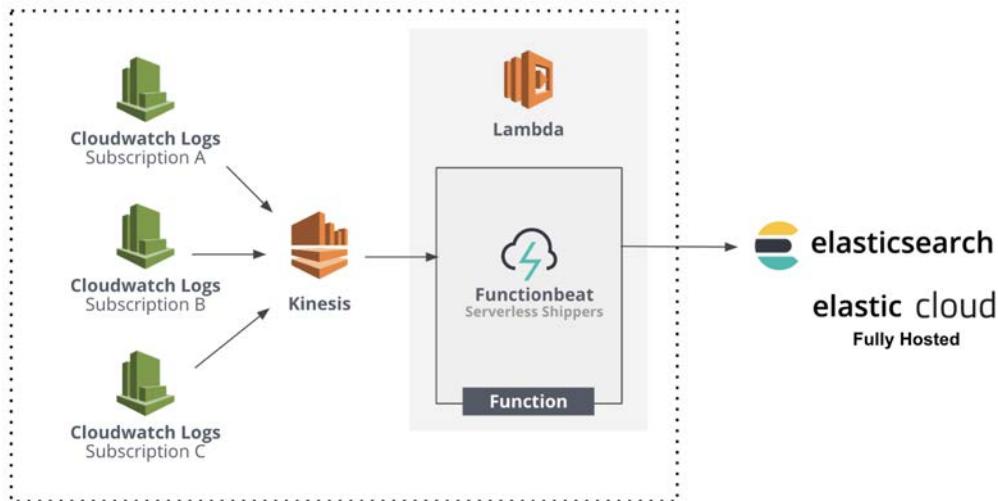 Cloudwatch Logs
Subscription A
Cloudwatch Logs
Subscription B
Cloudwatch Logs
Subscription C
Kinesis
Lambda
Functionbeat
Serverless Shippers
Function
elasticsearch
elastic cloud
Fully Hosted